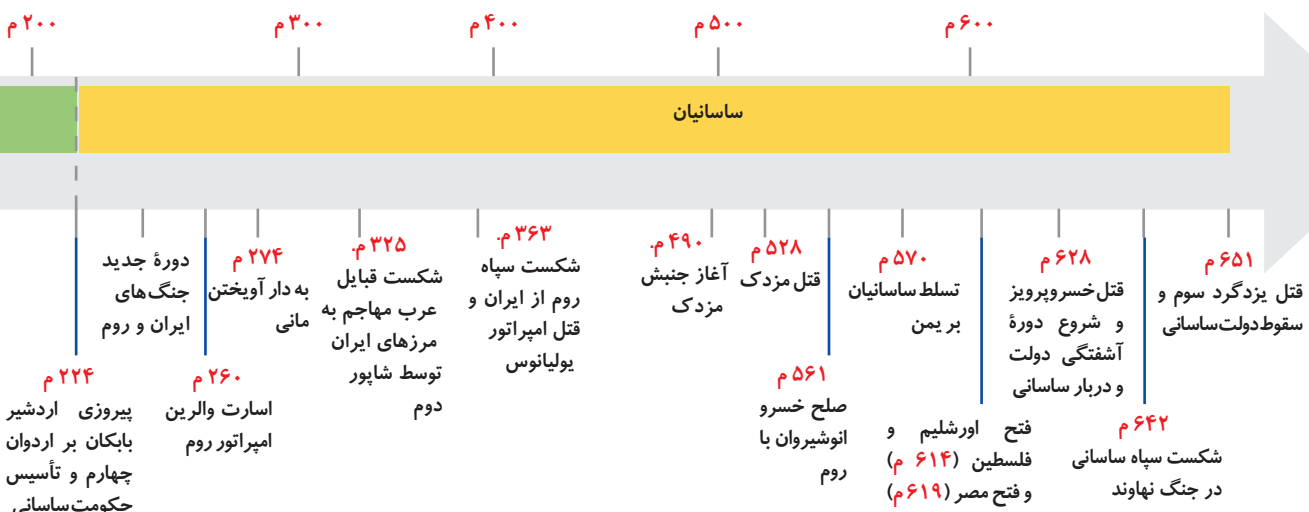 ۲۰۰ م
۳۰۰ م
۴۰۰ م
۵۰۰ م
۶۰۰ م
ساسانیان
۲۲۴ م
پیروزی اردشیر
بابکان بر اردوان
چهارم و تأسیس
حکومت ساسانی
دورهٔ جدید
جنگ‌های
ایران و روم
۲۶۰ م
اسارت والرین
امپراتور روم
۲۷۴ م
به دار آویختن
مانی
۳۲۵ م.
شکست قبایل
عرب مهاجم به
مرزهای ایران
توسط شاپور
دوم
۳۶۳ م.
شکست سپاه
روم از ایران و
قتل امپراتور
یولیانوس
۴۹۰ م.
آغاز جنبش
مزدک
۵۲۸ م
قتل مزدک
۵۶۱ م
صلح خسرو
انوشیروان با
روم
۵۷۰ م
تسلط ساسانیان
بر یمن
فتح اورشلیم و
فلسطین (۶۱۴ م)
و فتح مصر (۶۱۹ م)
۶۲۸ م
قتل خسروپرویز
و شروع دورهٔ
آشفتگی دولت
و دربار ساسانی
۶۴۲ م
شکست سپاه ساسانی
در جنگ نهاوند
۶۵۱ م
قتل یزدگرد سوم و
سقوط دولت ساسانی